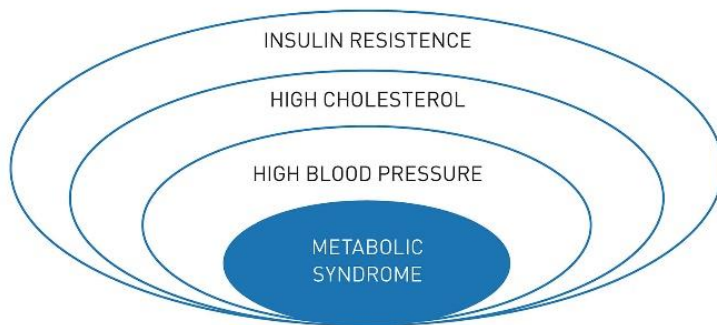 INSULIN RESISTENCE
HIGH CHOLESTEROL
HIGH BLOOD PRESSURE
METABOLIC
SYNDROME